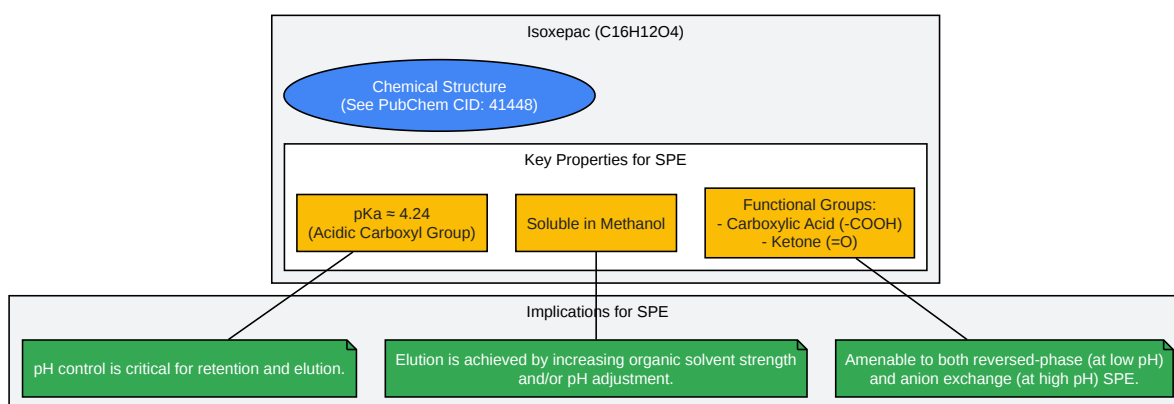 Isoxepac (C16H12O4)
Chemical Structure
(See PubChem CID: 41448)
Key Properties for SPE
pKa ≈ 4.24
(Acidic Carboxyl Group)
Soluble in Methanol
Functional Groups:
- Carboxylic Acid (-COOH)
- Ketone (=O)
Implications for SPE
pH control is critical for retention and elution.
Elution is achieved by increasing organic solvent strength
and/or pH adjustment.
Amenable to both reversed-phase (at low pH)
and anion exchange (at high pH) SPE.